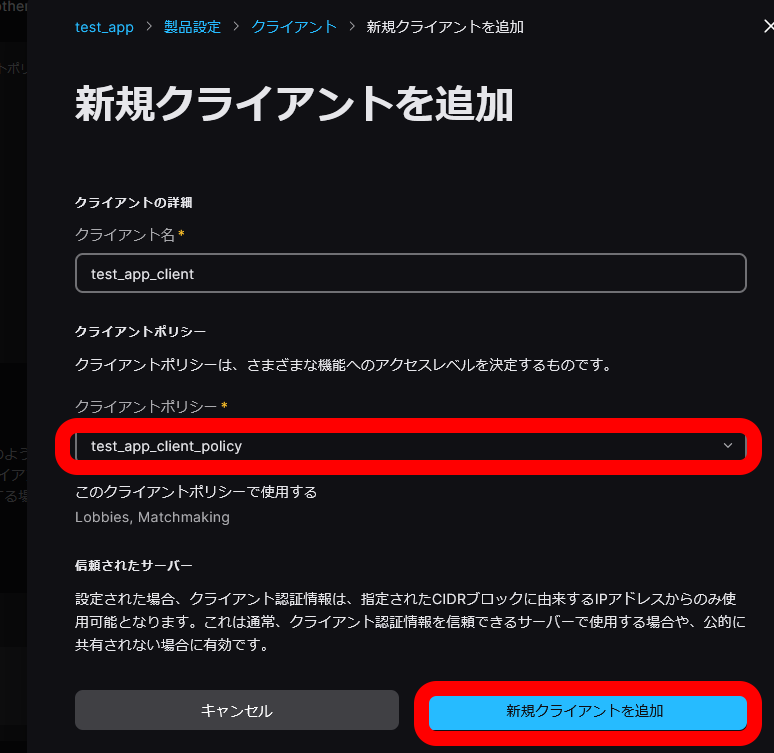 test_app > 製品設定 > クライアント > 新規クライアントを追加
新規クライアントを追加
クライアントの詳細
クライアント名*
test_app_client
クライアントポリシー
クライアントポリシーは、さまざまな機能へのアクセスレベルを決定するものです。
クライアントポリシー*
test_app_client_policy
このクライアントポリシーで使用する
Lobbies, Matchmaking
信頼されたサーバー
設定された場合、クライアント認証情報は、指定されたCIDRブロックに由来するIPアドレスからのみ使
用可能となります。これは通常、クライアント認証情報を信頼できるサーバーで使用する場合や、公的に
共有されない場合に有効です。
キャンセル
新規クライアントを追加